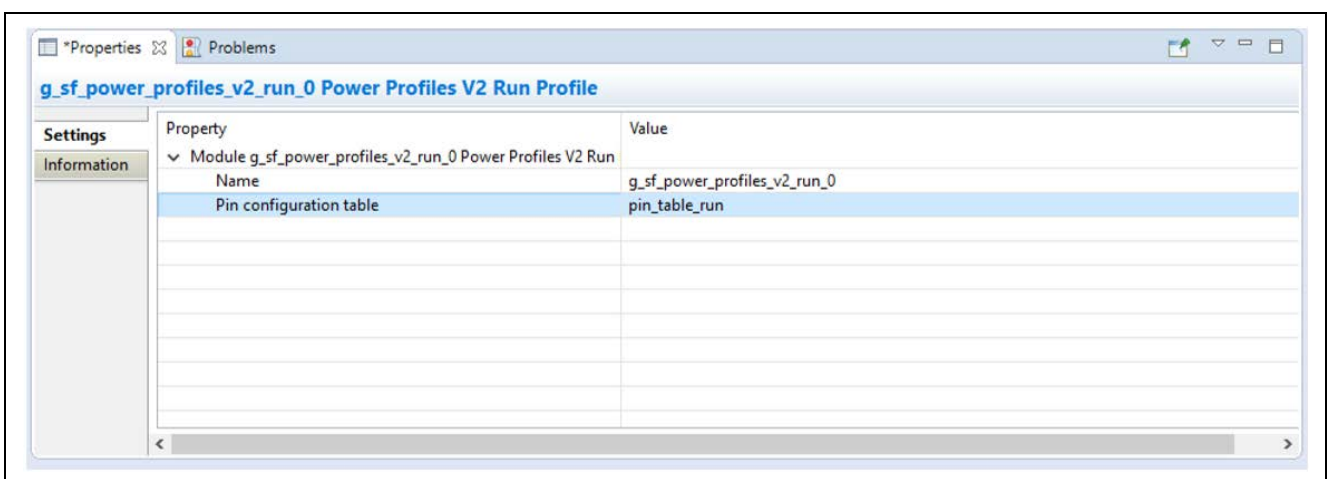 *Properties Problems
g_sf_power_profiles_v2_run_0 Power Profiles V2 Run Profile
Settings
Information
Property Value
Module g_sf_power_profiles_v2_run_0 Power Profiles V2 Run
Name g_sf_power_profiles_v2_run_0
Pin configuration table pin_table_run